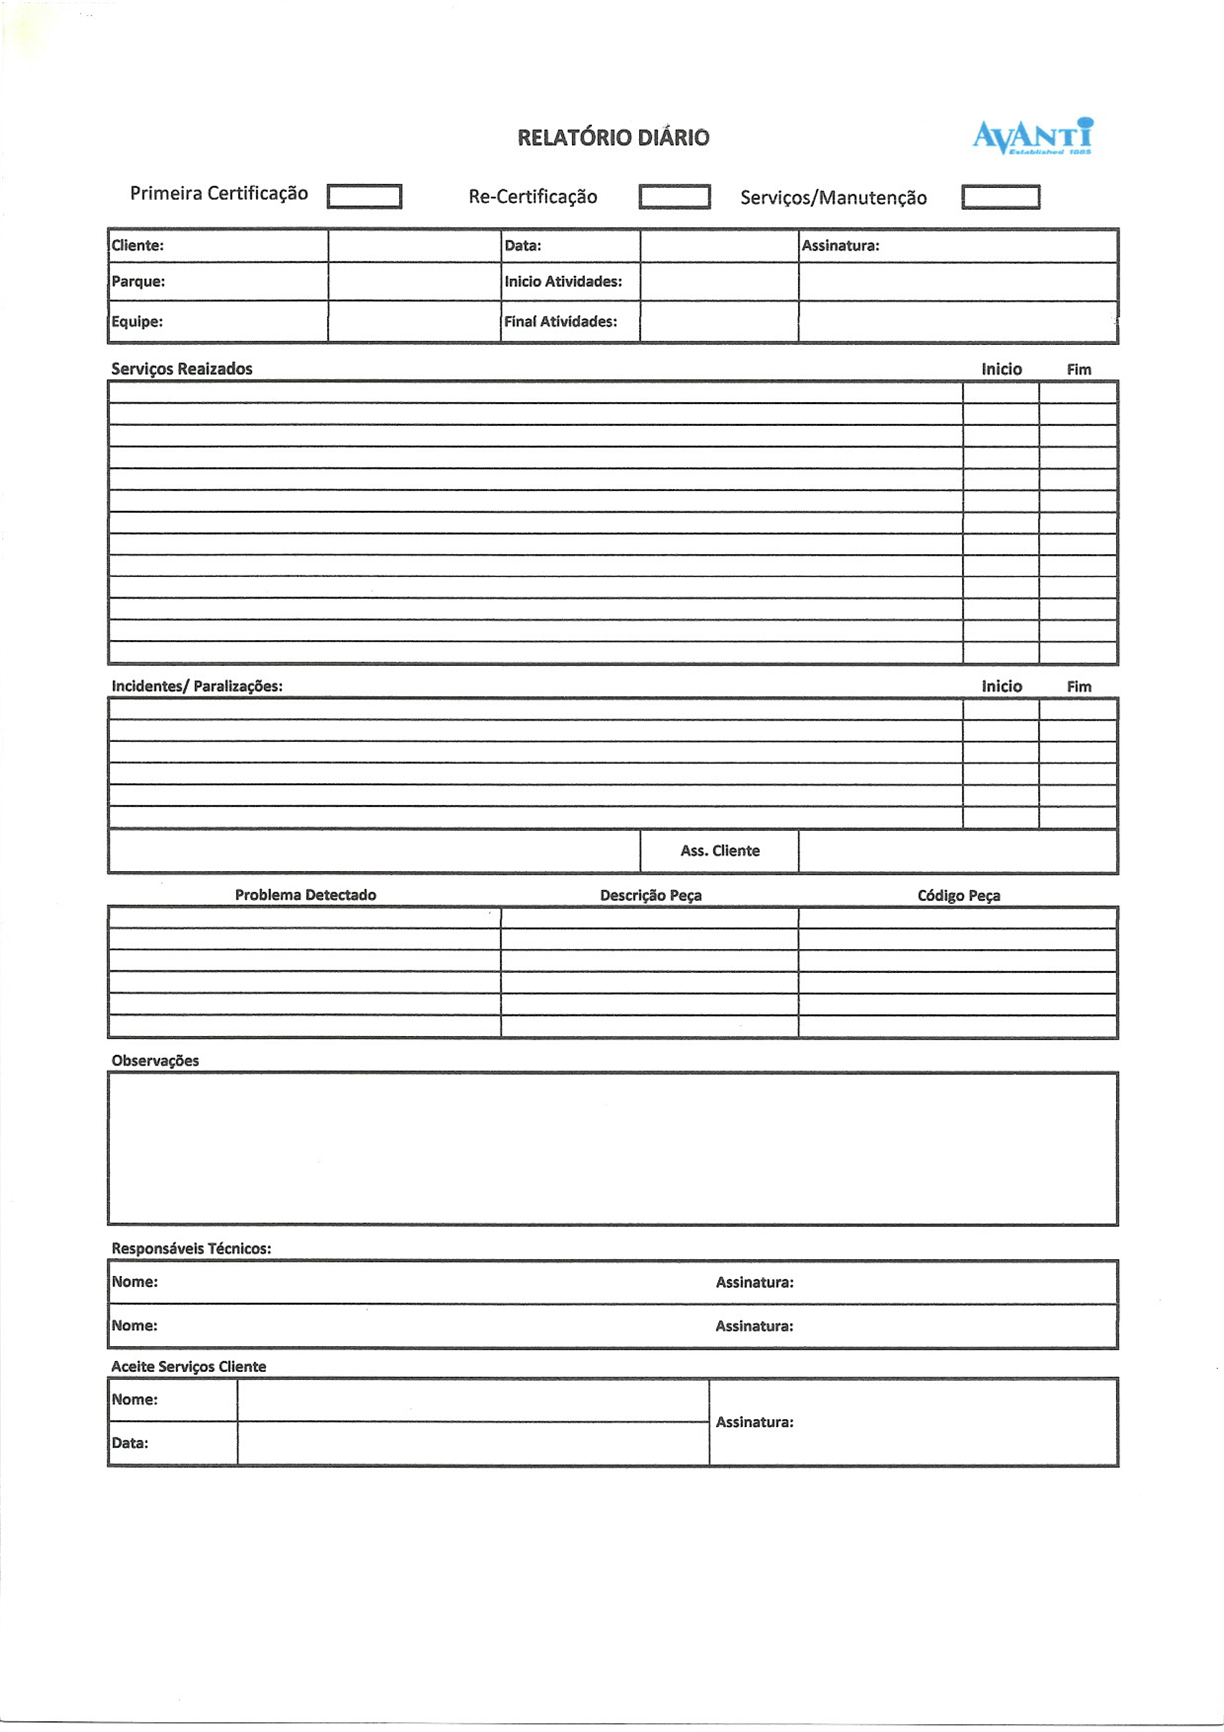 RELATÓRIO DIÁRIO
AVANTI
Established 1885
Primeira Certificação Re-Certificação Serviços/Manutenção
Cliente: Data: Assinatura:
Parque: Inicio Atividades:
Equipe: Final Atividades:
Serviços Reaizados Inicio Fim
Incidentes/ Paralizações: Inicio Fim
Ass. Cliente
Problema Detectado Descrição Peça Código Peça
Observações
Responsáveis Técnicos:
Nome: Assinatura:
Nome: Assinatura:
Aceite Serviços Cliente
Nome:
Assinatura:
Data: